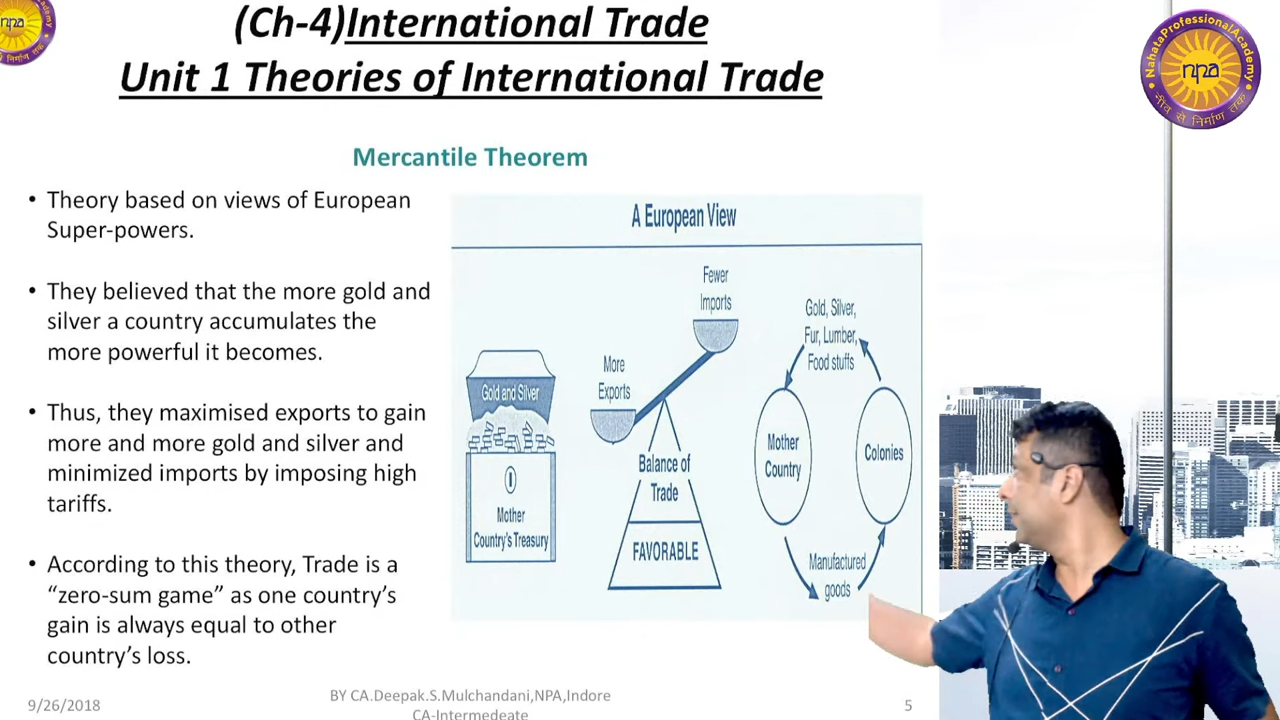 (Ch-4)International Trade
Unit 1 Theories of International Trade
npa
निर्माण तक
NahataProfessionalAcademy
npa
नींव से निर्माण तक
Mercantile Theorem
• Theory based on views of European
Super-powers.
• They believed that the more gold and
silver a country accumulates the
more powerful it becomes.
• Thus, they maximised exports to gain
more and more gold and silver and
minimized imports by imposing high
tariffs.
• According to this theory, Trade is a
“zero-sum game” as one country’s
gain is always equal to other
country’s loss.
A European View
Gold and Silver
Mother
Country's Treasury
More
Exports
Fewer
Imports
Balance of
Trade
FAVORABLE
Gold, Silver,
Fur, Lumber,
Food stuffs
Mother
Country
Colonies
Manufactured
goods
9/26/2018
BY CA.Deepak.S.Mulchandani,NPA,Indore
CA-Intermedeate
5